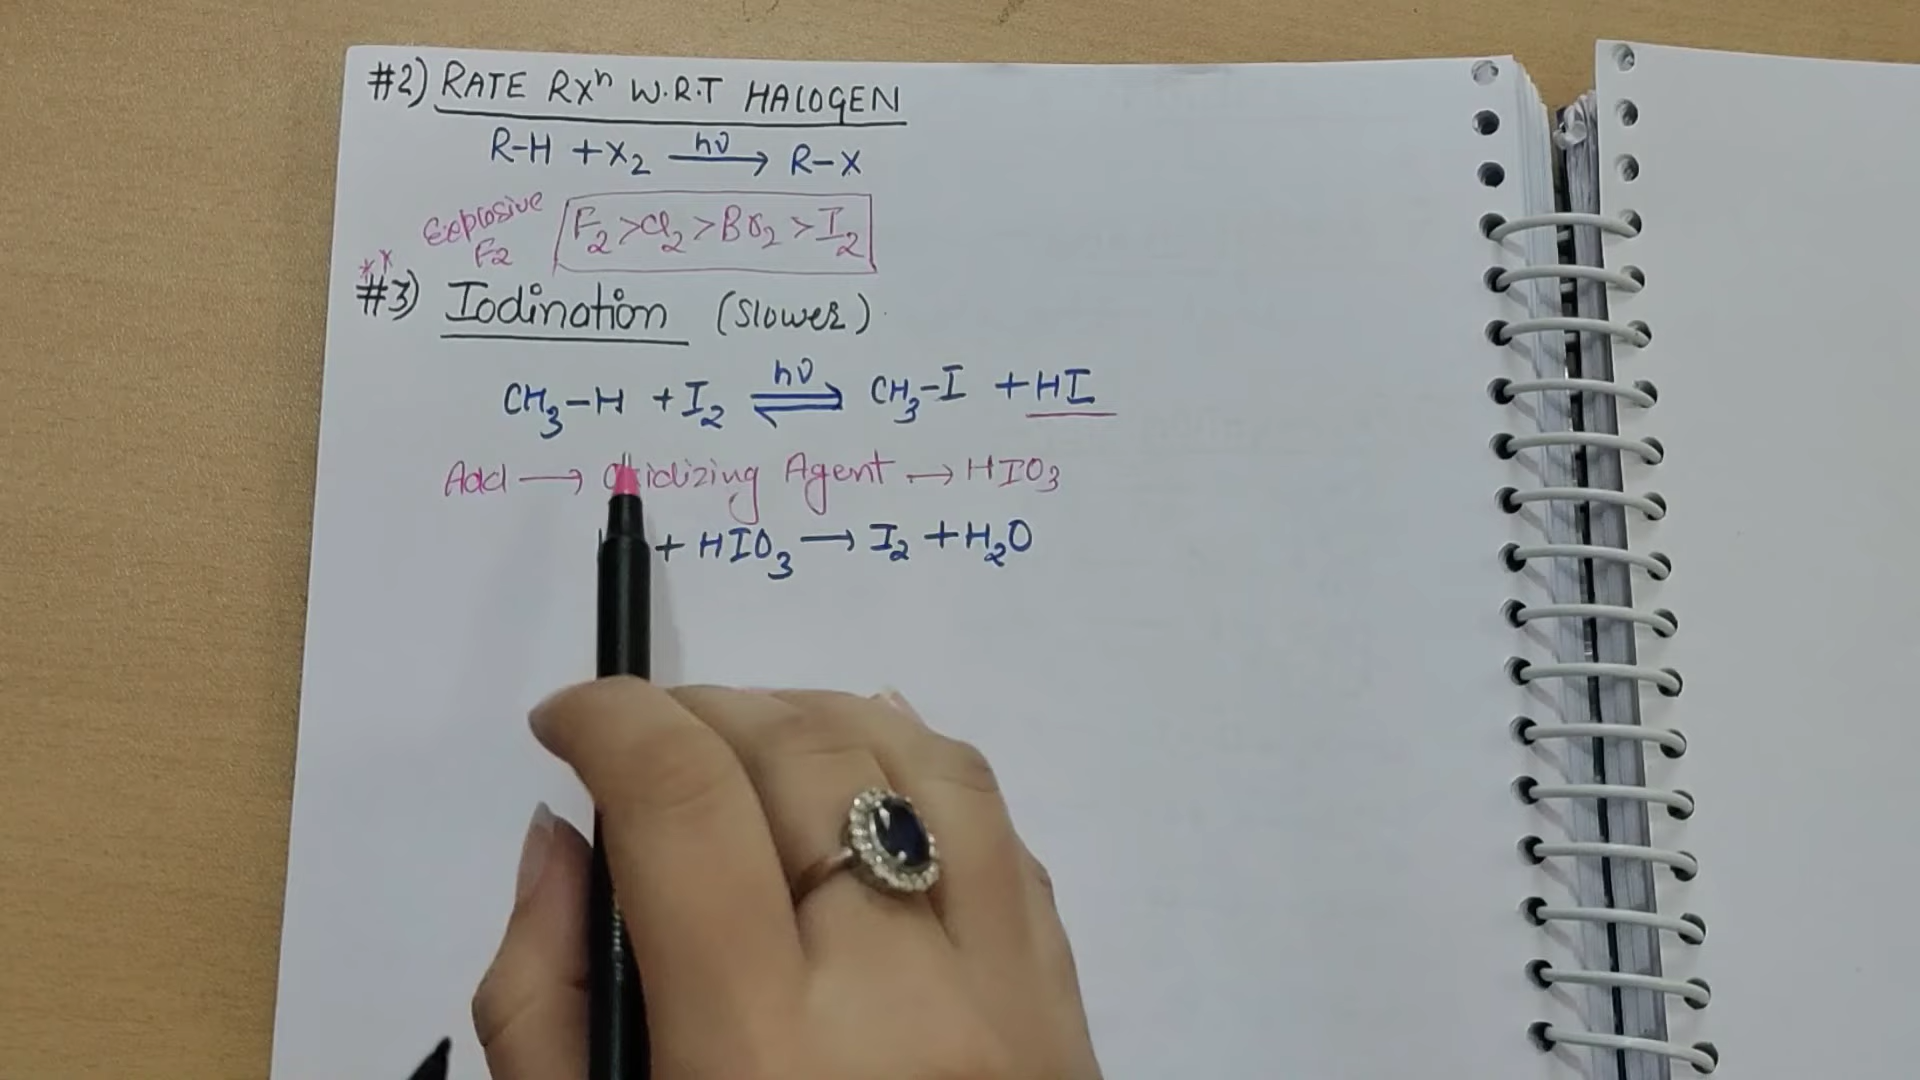 #2) RATE RXⁿ W.R.T HALOGEN
R-H + X₂ —hν→ R-X
Explosive F₂
F₂ > Cl₂ > Br₂ > I₂
** #3) Iodination (Slower)
CH₃-H + I₂ ⇌ hν CH₃-I + HI
Add → Oxidizing Agent → HIO₃
+ HIO₃ → I₂ + H₂O